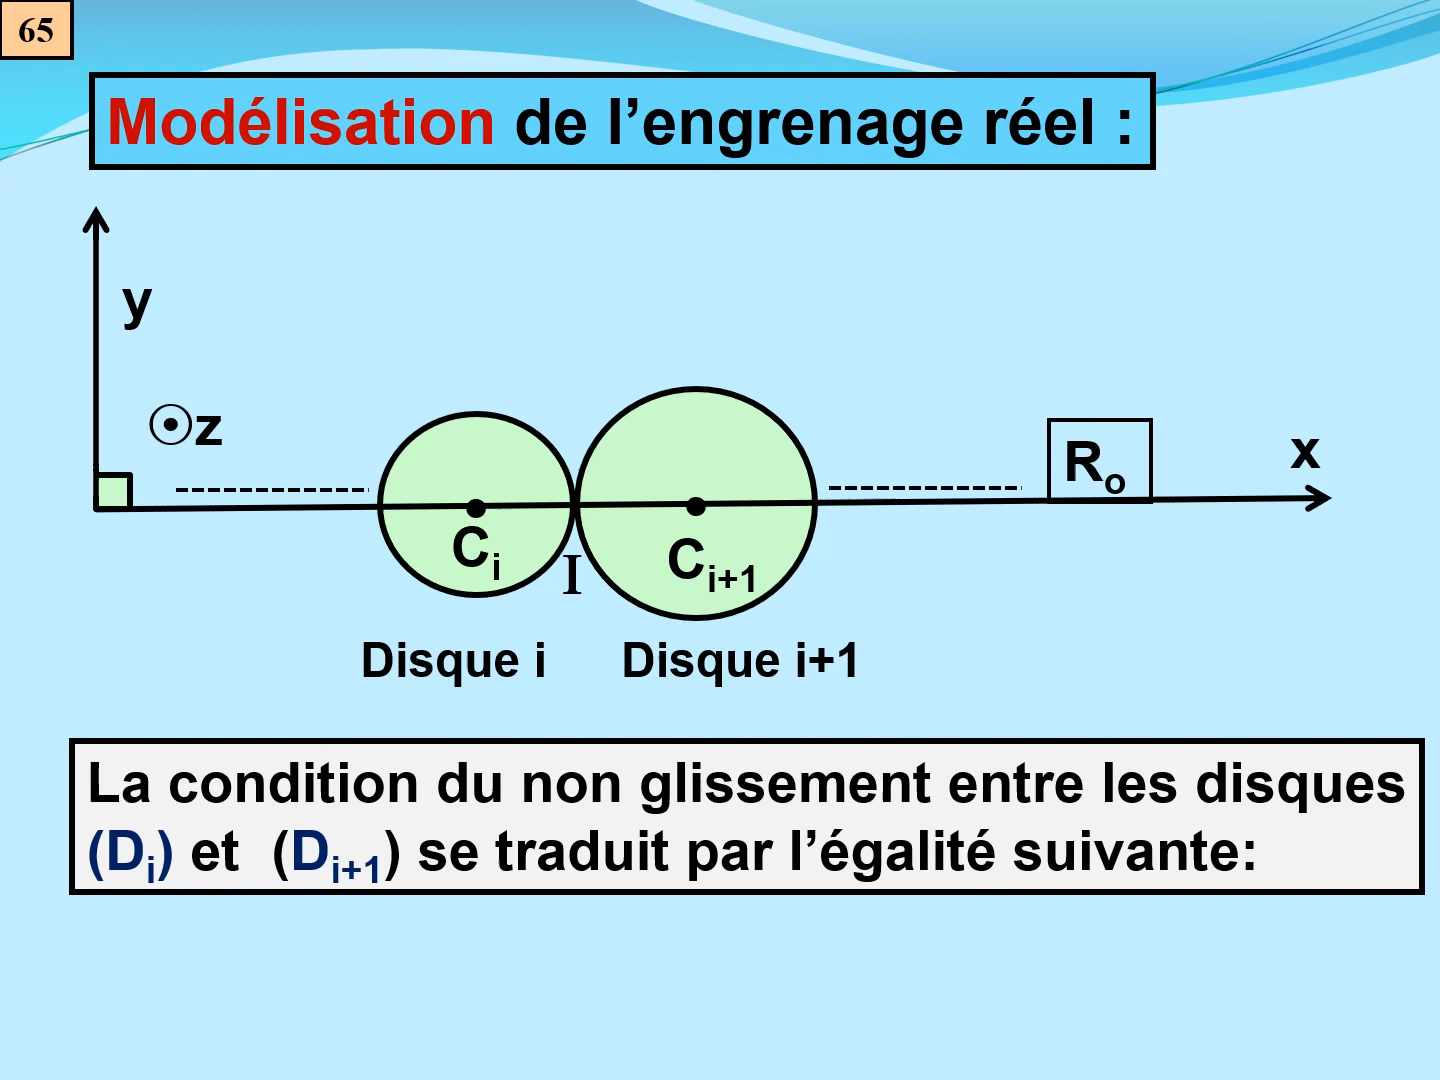 65
Modélisation de l’engrenage réel :
y
z
Ro
x
Ci
I
Ci+1
Disque i
Disque i+1
La condition du non glissement entre les disques
(Di) et (Di+1) se traduit par l’égalité suivante: